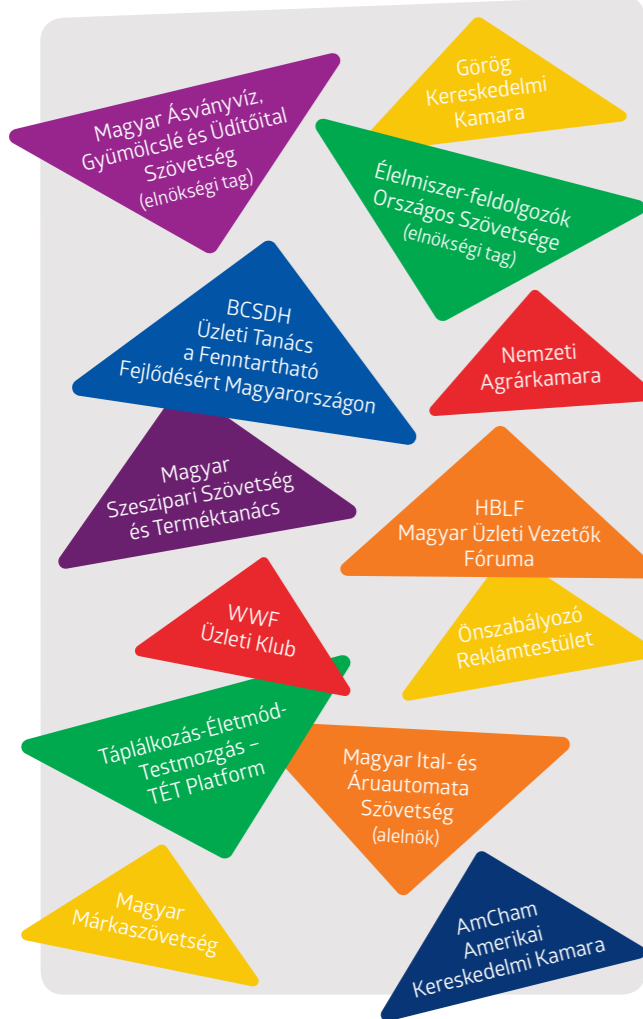 Magyar Ásványvíz,
Gyümölcslé és Üdítőital
Szövetség
(elnökségi tag)
Görög
Kereskedelmi
Kamara
Élelmiszer-feldolgozók
Országos Szövetsége
(elnökségi tag)
BCSDH
Üzleti Tanács
a Fenntartható
Fejlődésért Magyarországon
Nemzeti
Agrárkamara
Magyar
Szeszipari Szövetség
és Terméktanács
HBLF
Magyar Üzleti Vezetők
Fóruma
WWF
Üzleti Klub
Önszabályozó
Reklámtestület
Táplálkozás-Életmód-
Testmozgás –
TÉT Platform
Magyar Ital- és
Áruautomata
Szövetség
(alelnök)
Magyar
Márkaszövetség
AmCham
Amerikai
Kereskedelmi Kamara